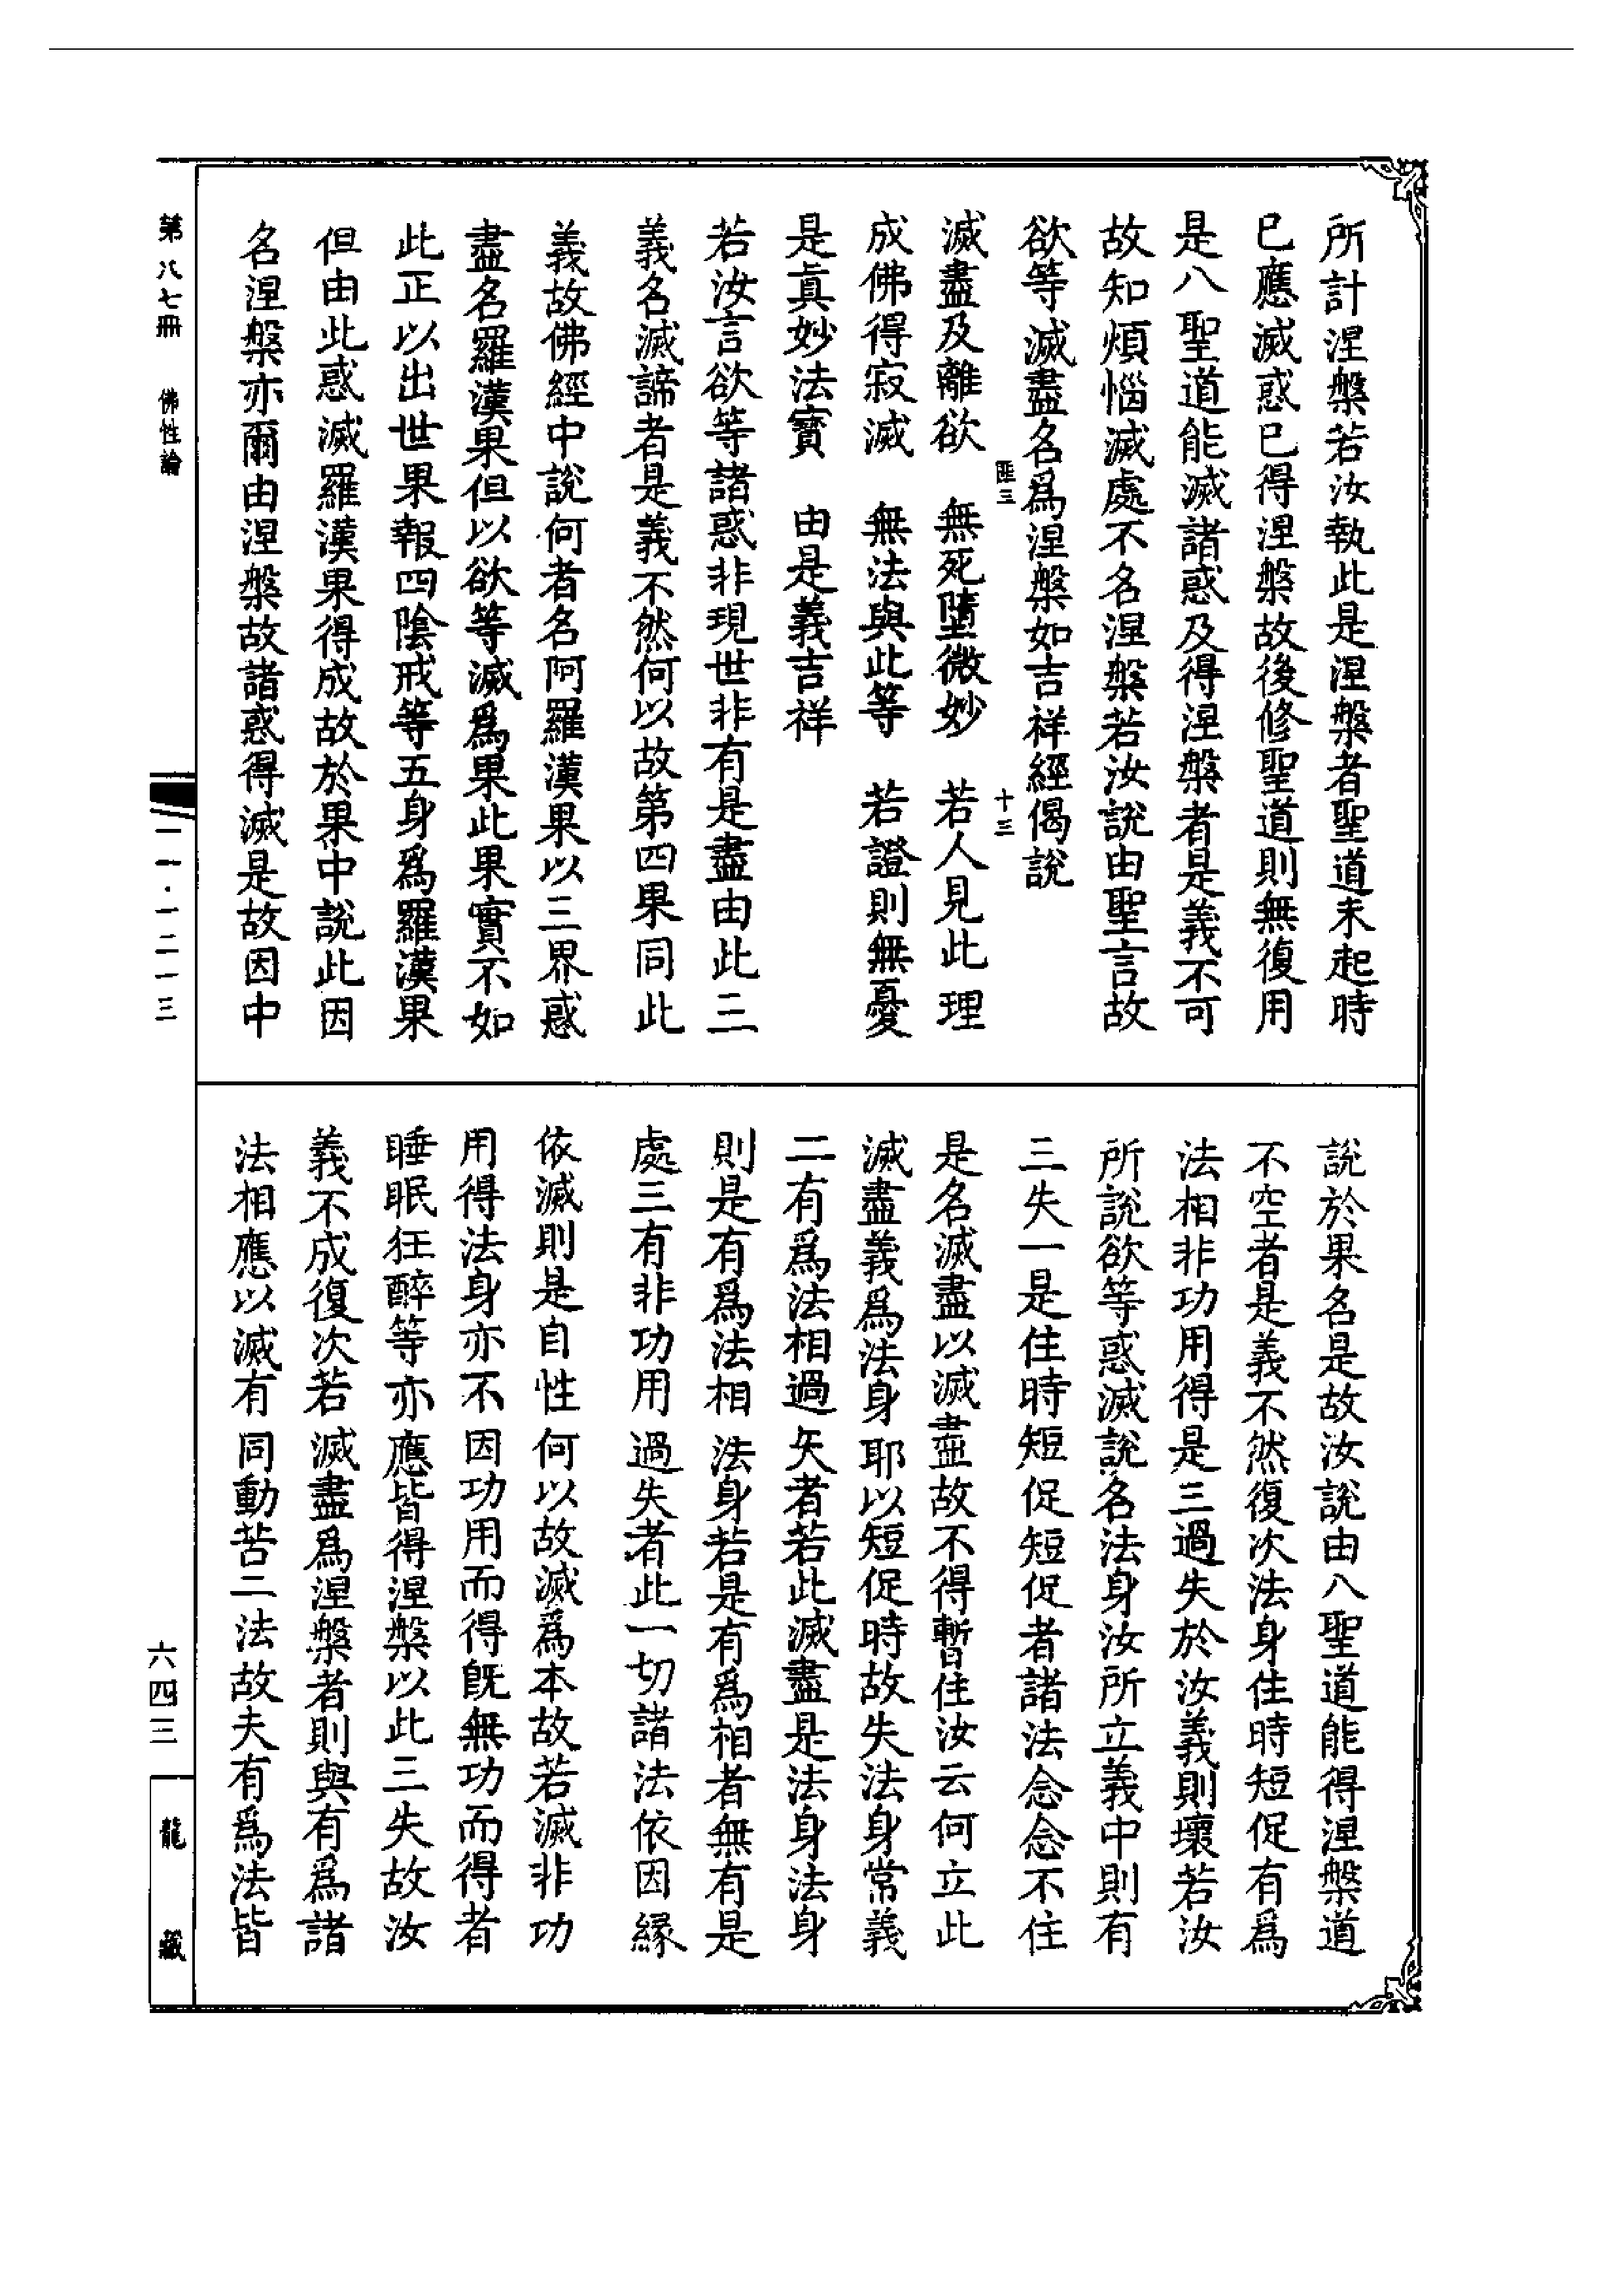 所計涅槃若汝執此是涅槃者聖道未起時
已應滅惑已得涅槃故後修聖道則無復用
是八聖道能滅諸惑及得涅槃者是義不可
故知煩惱滅處不名涅槃若汝說由聖言故
欲等滅盡名爲涅槃如吉祥經偈說
匪三　十三
滅盡及離欲　無死墮微妙　若人見此理
成佛得寂滅　無法與此等　若證則無憂
是眞妙法寳　由是義吉祥
若汝言欲等諸惑非現世非有是盡由此三
義名滅諦者是義不然何以故第四果同此
義故佛經中說何者名阿羅漢果以三界惑
盡名羅漢果但以欲等滅爲果此果實不如
此正以出世果報四陰戒等五身爲羅漢果
但由此惑滅羅漢果得成故於果中說此因
名涅槃亦爾由涅槃故諸惑得滅是故因中
說於果名是故汝說由八聖道能得涅槃道
不空者是義不然復次法身住時短促有爲
法相非功用得是三過失於汝義則壞若汝
所說欲等惑滅說名法身汝所立義中則有
三失一是住時短促短促者諸法念念不住
是名滅盡以滅盡故不得暫住汝云何立此
滅盡義爲法身耶以短促時故失法身常義
二有爲法相過失者若此滅盡是法身法身
則是有爲法相法身若是有爲相者無有是
處三有非功用過失者此一切諸法依因緣
依滅則是自性何以故滅爲本故若滅非功
用得法身亦不因功用而得旣無功而得者
睡眠狂醉等亦應皆得涅槃以此三失故汝
義不成復次若滅盡爲涅槃者則與有爲諸
法相應以滅有同動苦二法故夫有爲法皆
第八七冊　佛性論
一一·一二一三
六四三
龍藏